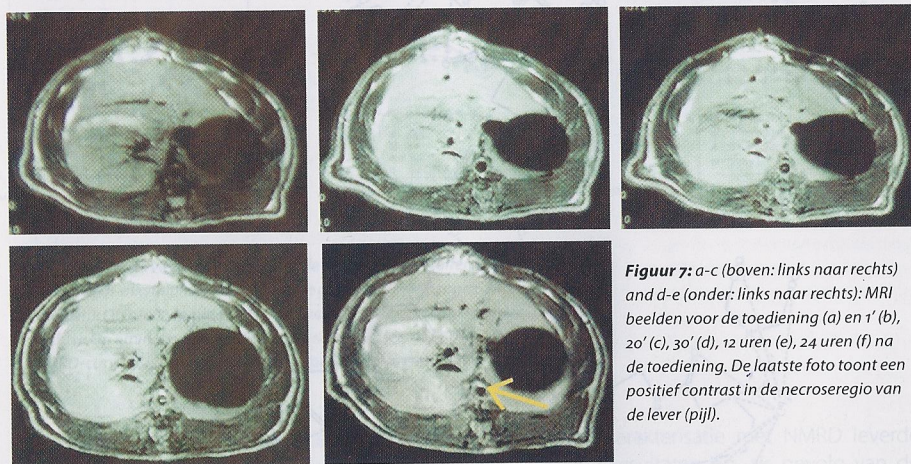 Figuur 7: a-c (boven: links naar rechts)
and d-e (onder: links naar rechts): MRI
beelden voor de toediening (a) en 1' (b),
20' (c), 30' (d), 12 uren (e), 24 uren (f) na
de toediening. De laatste foto toont een
positief contrast in de necroseregio van
de lever (pijl).